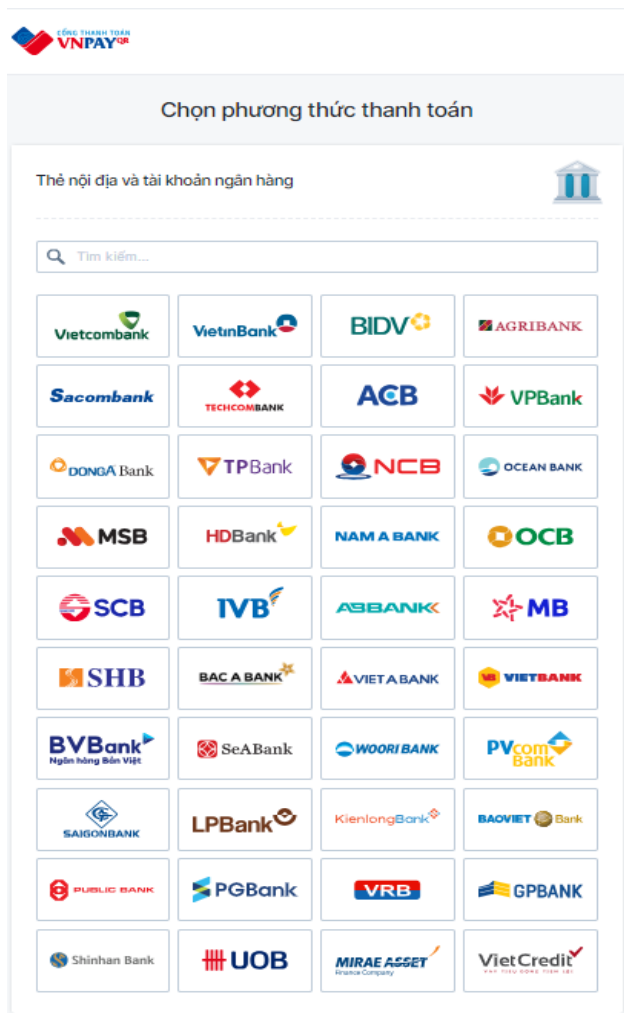 CỔNG THANH TOÁN
VNPAYQR
Chọn phương thức thanh toán
Thẻ nội địa và tài khoản ngân hàng
Tìm kiếm...
Vietcombank VietinBank BIDV AGRIBANK
Sacombank TECHCOMBANK ACB VPBank
DONGA Bank TPBank NCB OCEAN BANK
MSB HDBank NAM A BANK OCB
SCB IVB ABBANK MB
SHB BAC A BANK VIET A BANK VB VIETBANK
BVBank SeABank WOORI BANK PVcom
Ngân hàng Bản Việt Bank
SAIGONBANK LPBank KienlongBank BAOVIET Bank
PUBLIC BANK PGBank VRB GPBANK
Shinhan Bank UOB MIRAE ASSET VietCredit
Finance Company